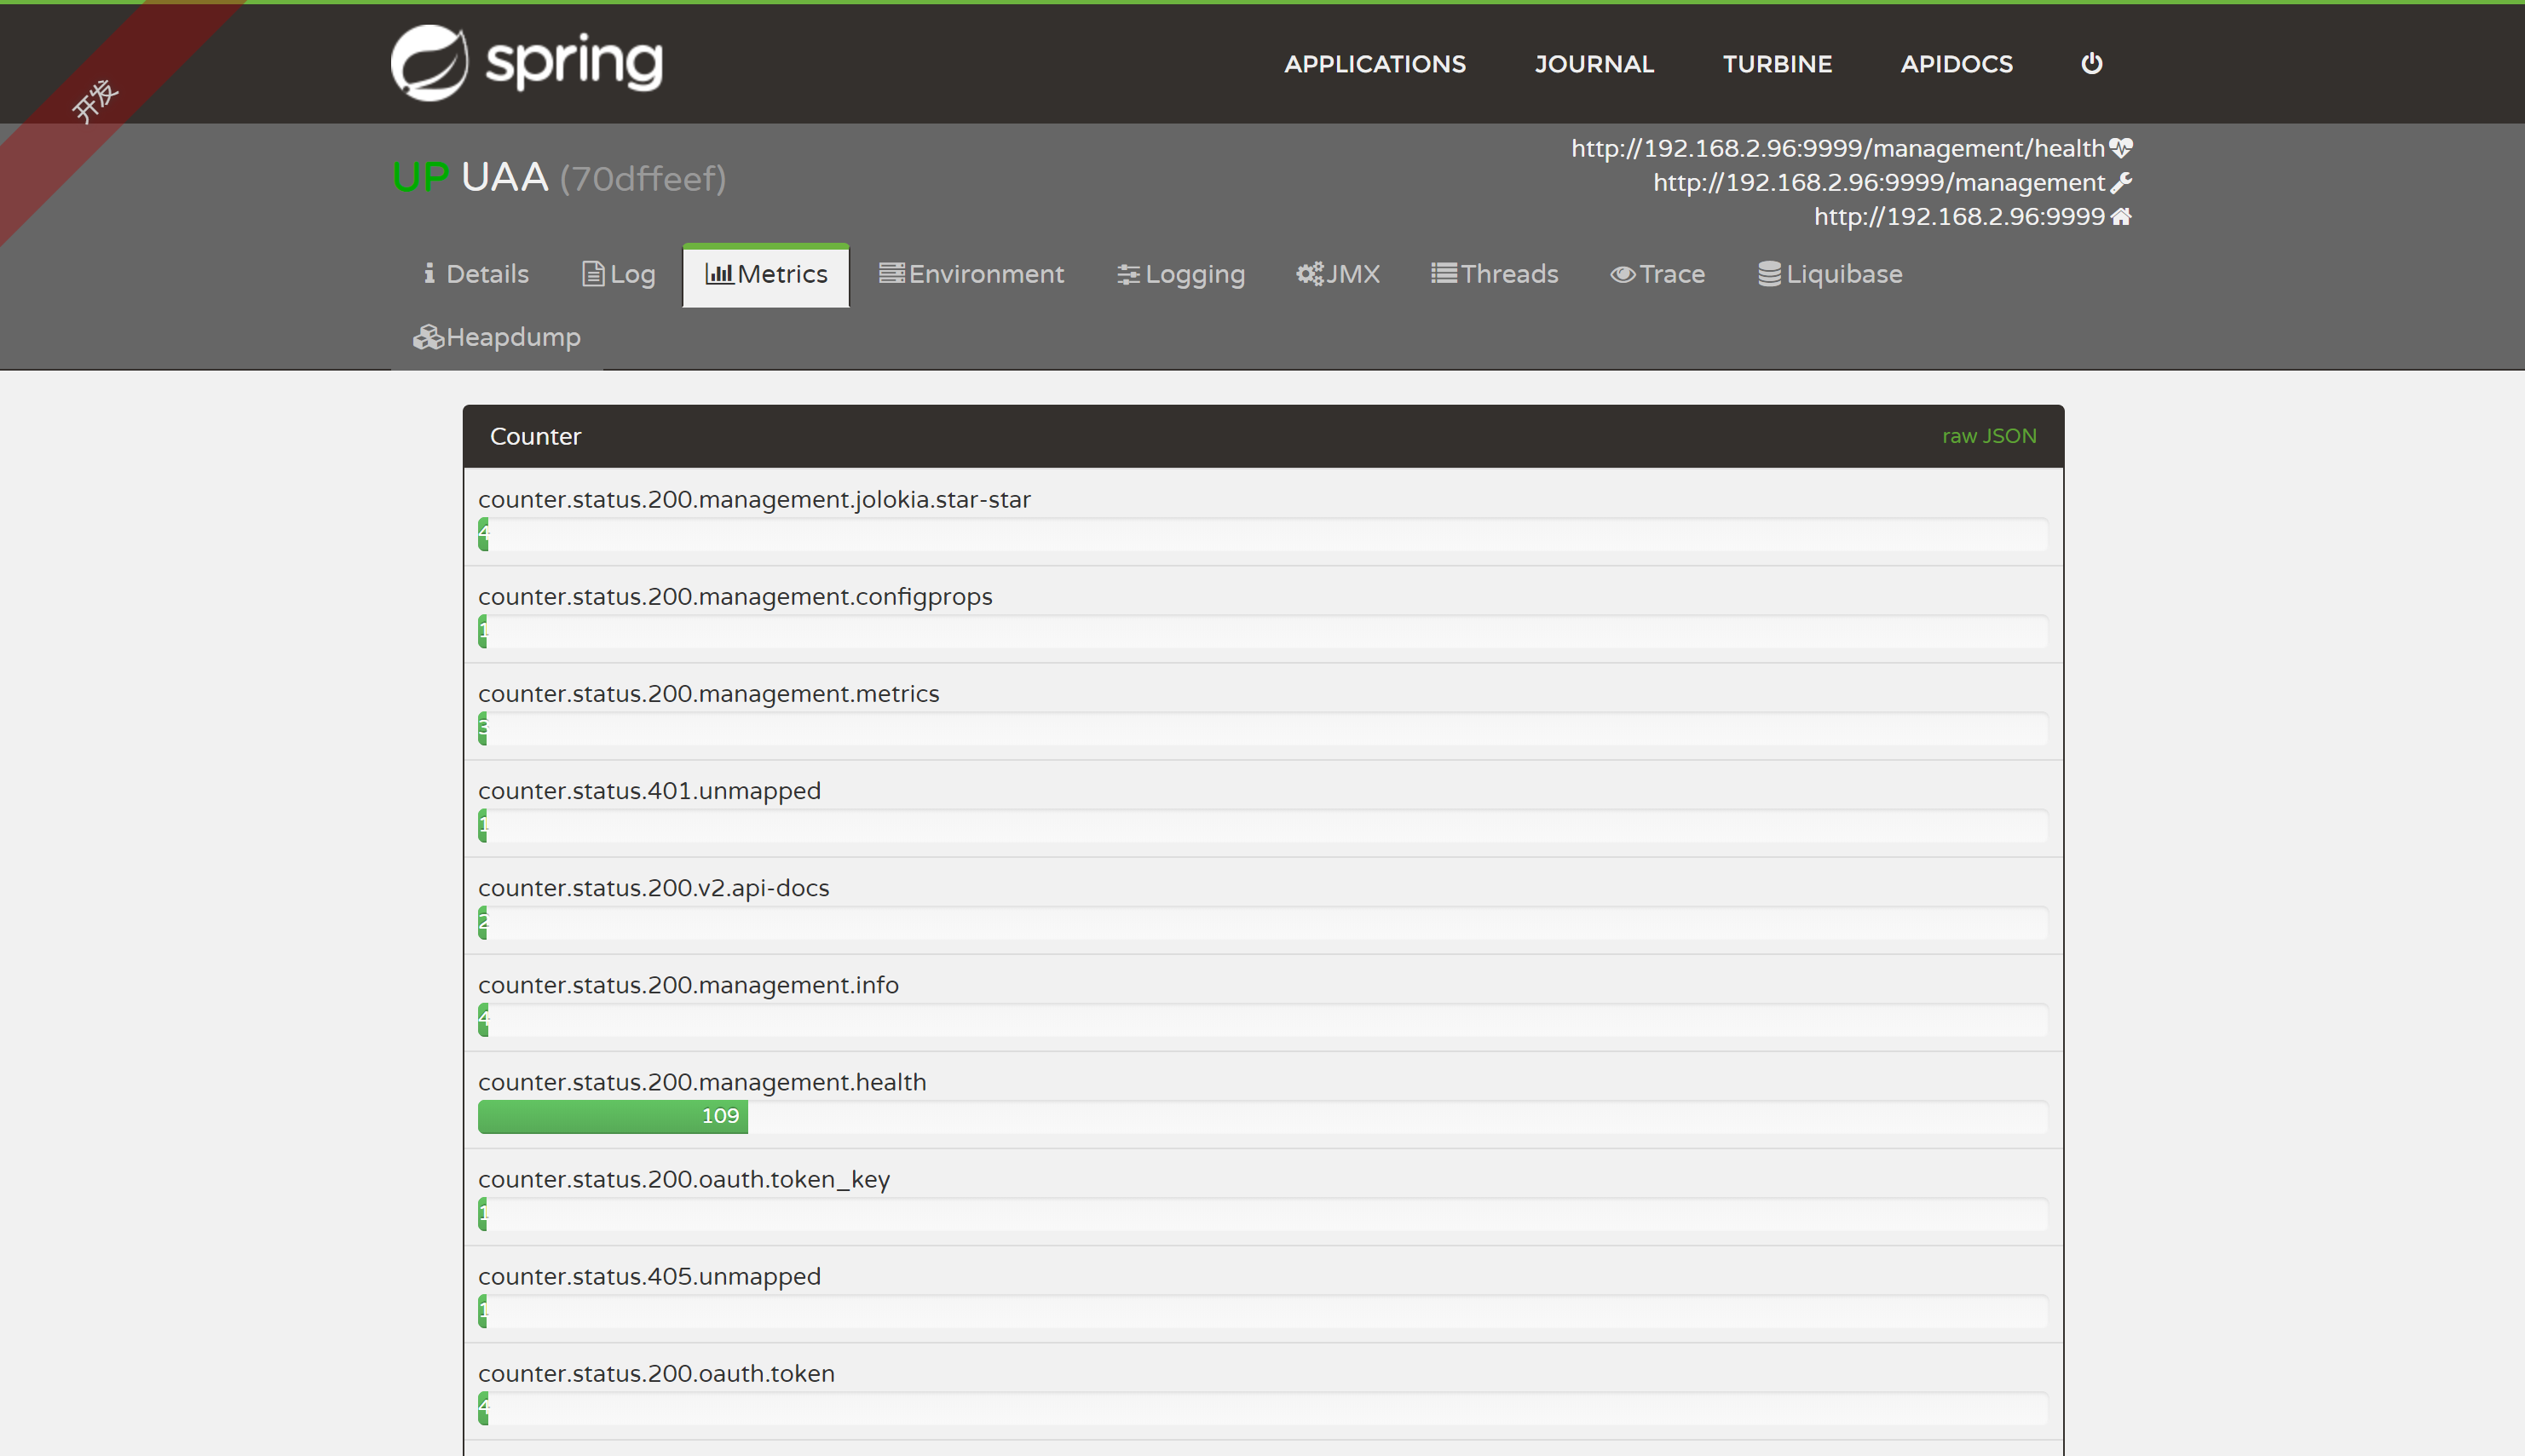 开发
spring
APPLICATIONS JOURNAL TURBINE APIDOCS
UP UAA (70dffeef)
http://192.168.2.96:9999/management/health
http://192.168.2.96:9999/management
http://192.168.2.96:9999
Details Log Metrics Environment Logging JMX Threads Trace Liquibase
Heapdump
Counter raw JSON
counter.status.200.management.jolokia.star-star
4
counter.status.200.management.configprops
1
counter.status.200.management.metrics
3
counter.status.401.unmapped
1
counter.status.200.v2.api-docs
2
counter.status.200.management.info
4
counter.status.200.management.health
109
counter.status.200.oauth.token_key
1
counter.status.405.unmapped
1
counter.status.200.oauth.token
4